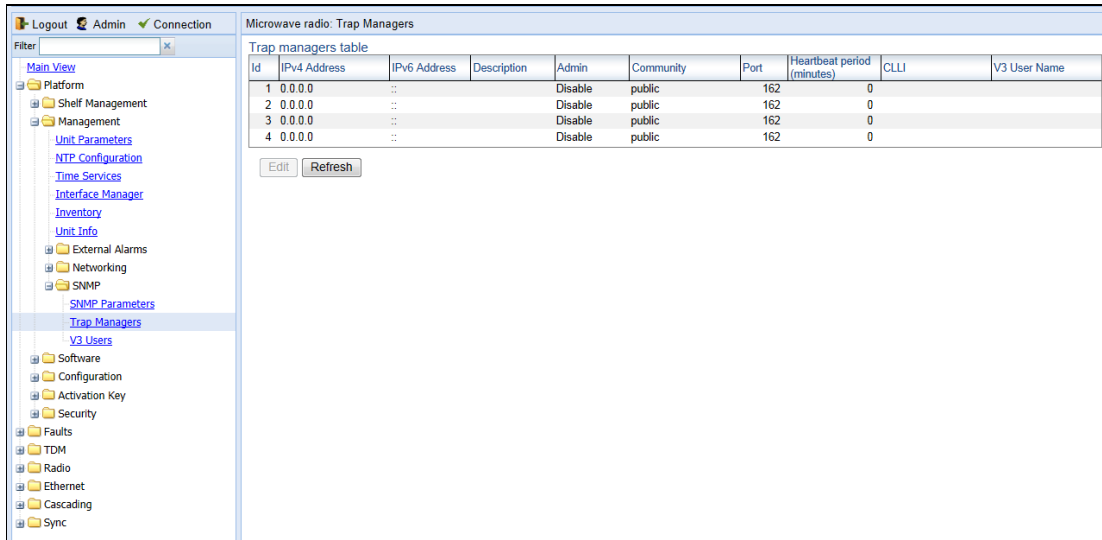 Logout Admin Connection
Filter
Main View
Platform
Shelf Management
Management
Unit Parameters
NTP Configuration
Time Services
Interface Manager
Inventory
Unit Info
External Alarms
Networking
SNMP
SNMP Parameters
Trap Managers
V3 Users
Software
Configuration
Activation Key
Security
Faults
TDM
Radio
Ethernet
Cascading
Sync
Microwave radio: Trap Managers
Trap managers table
Id IPv4 Address IPv6 Address Description Admin Community Port Heartbeat period (minutes) CLLI V3 User Name
1 0.0.0.0 :: Disable public 162 0
2 0.0.0.0 :: Disable public 162 0
3 0.0.0.0 :: Disable public 162 0
4 0.0.0.0 :: Disable public 162 0
Edit Refresh